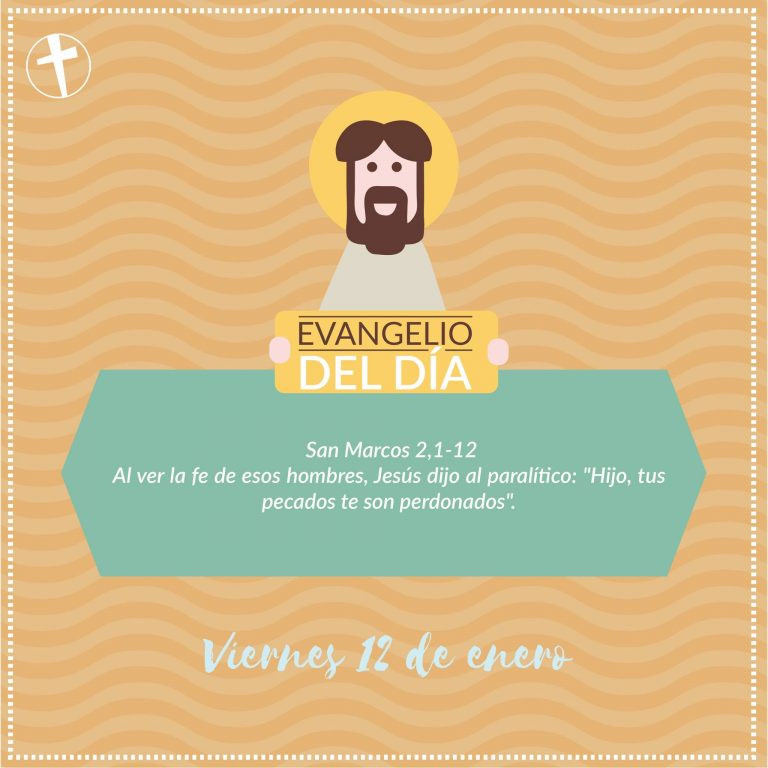 EVANGELIO
DEL DÍA
San Marcos 2,1-12
Al ver la fe de esos hombres, Jesús dijo al paralítico: "Hijo, tus
pecados te son perdonados".
Viernes 12 de enero